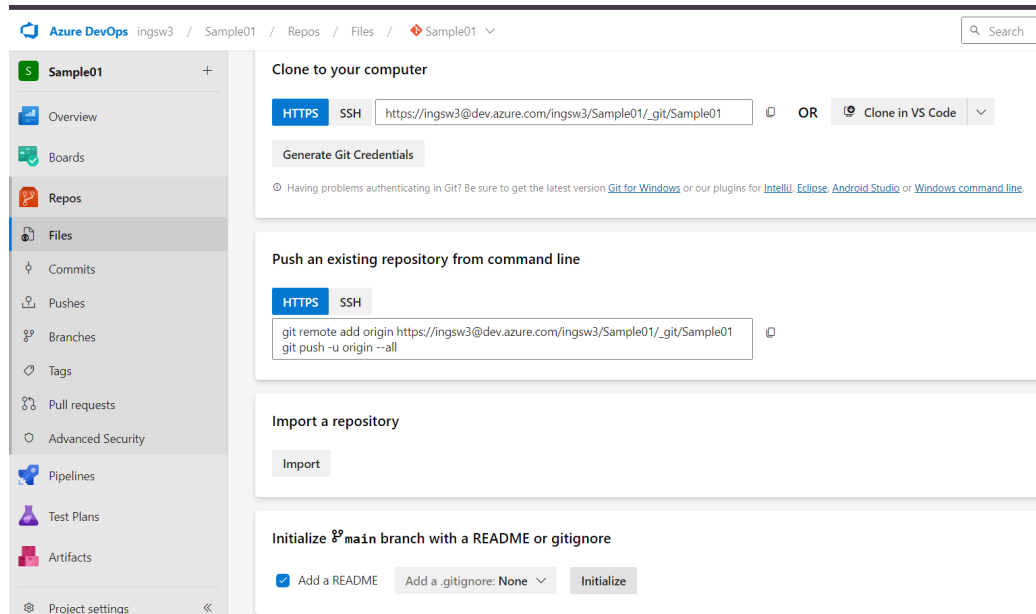 Azure DevOps ingsw3 / Sample01 / Repos / Files / Sample01
Search
S Sample01 +
Overview
Boards
Repos
Files
Commits
Pushes
Branches
Tags
Pull requests
Advanced Security
Pipelines
Test Plans
Artifacts
Project settings
Clone to your computer
HTTPS SSH https://ingsw3@dev.azure.com/ingsw3/Sample01/_git/Sample01 OR Clone in VS Code
Generate Git Credentials
Having problems authenticating in Git? Be sure to get the latest version Git for Windows or our plugins for IntelliJ, Eclipse, Android Studio or Windows command line.
Push an existing repository from command line
HTTPS SSH
git remote add origin https://ingsw3@dev.azure.com/ingsw3/Sample01/_git/Sample01
git push -u origin --all
Import a repository
Import
Initialize main branch with a README or gitignore
Add a README Add a .gitignore: None Initialize